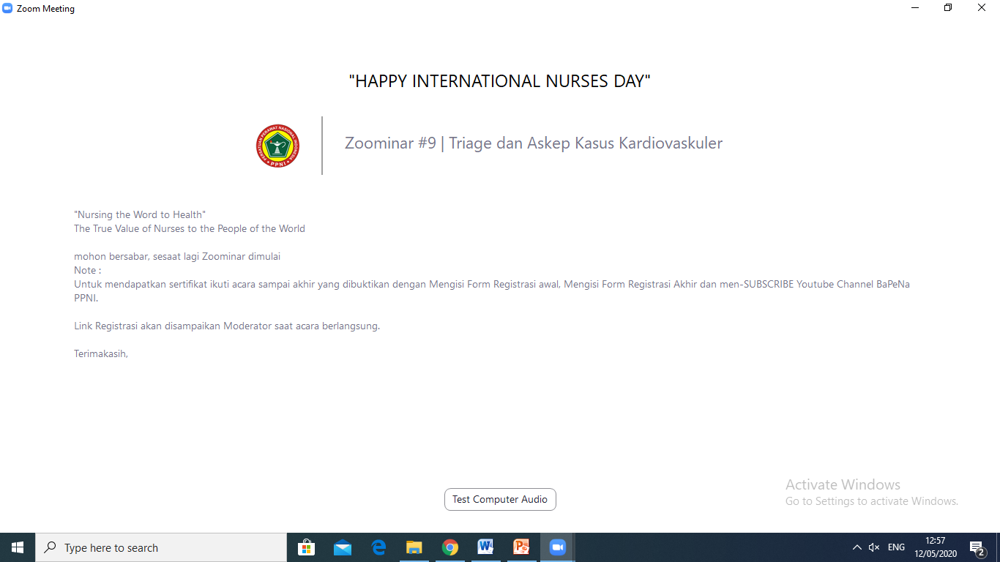 Zoom Meeting
"HAPPY INTERNATIONAL NURSES DAY"
PERSATUAN PERAWAT NASIONAL INDONESIA
PPNI
Zoominar #9 | Triage dan Askep Kasus Kardiovaskuler
"Nursing the Word to Health"
The True Value of Nurses to the People of the World
mohon bersabar, sesaat lagi Zoominar dimulai
Note :
Untuk mendapatkan sertifikat ikuti acara sampai akhir yang dibuktikan dengan Mengisi Form Registrasi awal, Mengisi Form Registrasi Akhir dan men-SUBSCRIBE Youtube Channel BaPeNa
PPNI.
Link Registrasi akan disampaikan Moderator saat acara berlangsung.
Terimakasih,
Test Computer Audio
Activate Windows
Go to Settings to activate Windows.
Type here to search
ENG
12:57
12/05/2020
2